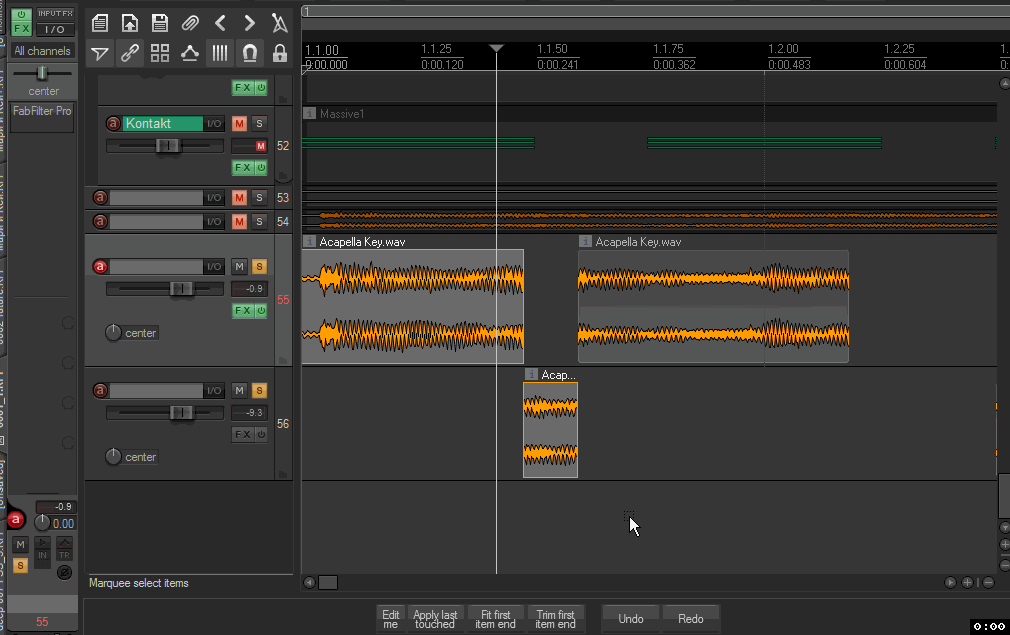 INPUT FX
FX
I/O
All channels
center
FabFilter Pro
1
1.1.00
1.1.25
1.1.50
1.1.75
1.2.00
1.2.25
0:00.000
0:00.120
0:00.241
0:00.362
0:00.483
0:00.604
FX
Massive1
a
Kontakt
I/O
M
S
M
52
FX
a
I/O
M
S
53
a
I/O
M
S
54
Acapella Key.wav
Acapella Key.wav
a
I/O
M
S
-0.9
55
FX
center
Acap...
a
I/O
M
S
-9.3
56
FX
center
-0.9
a
0.00
M
IN
TR
S
55
Marquee select items
Edit me
Apply last touched
Fit first item end
Trim first item end
Undo
Redo
0:00